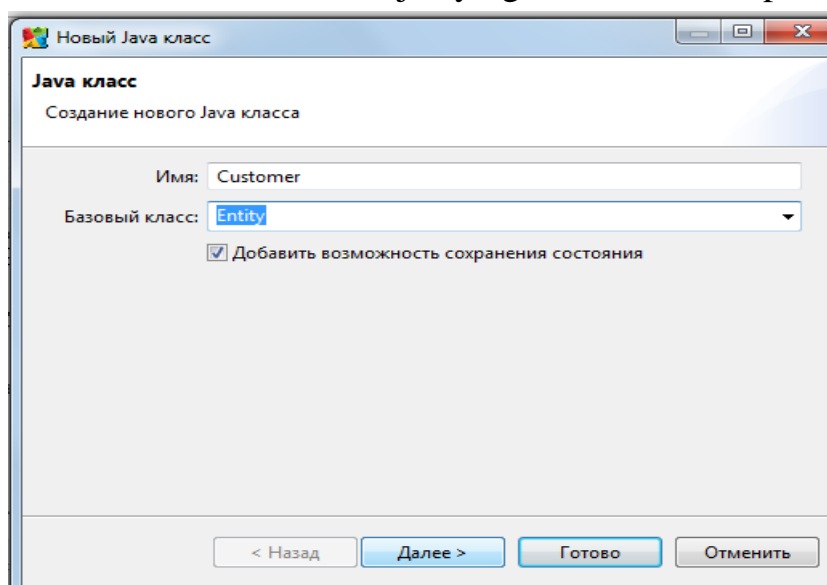 Новый Java класс
Java класс
Создание нового Java класса
Имя: Customer
Базовый класс: Entity
Добавить возможность сохранения состояния
< Назад Далее > Готово Отменить